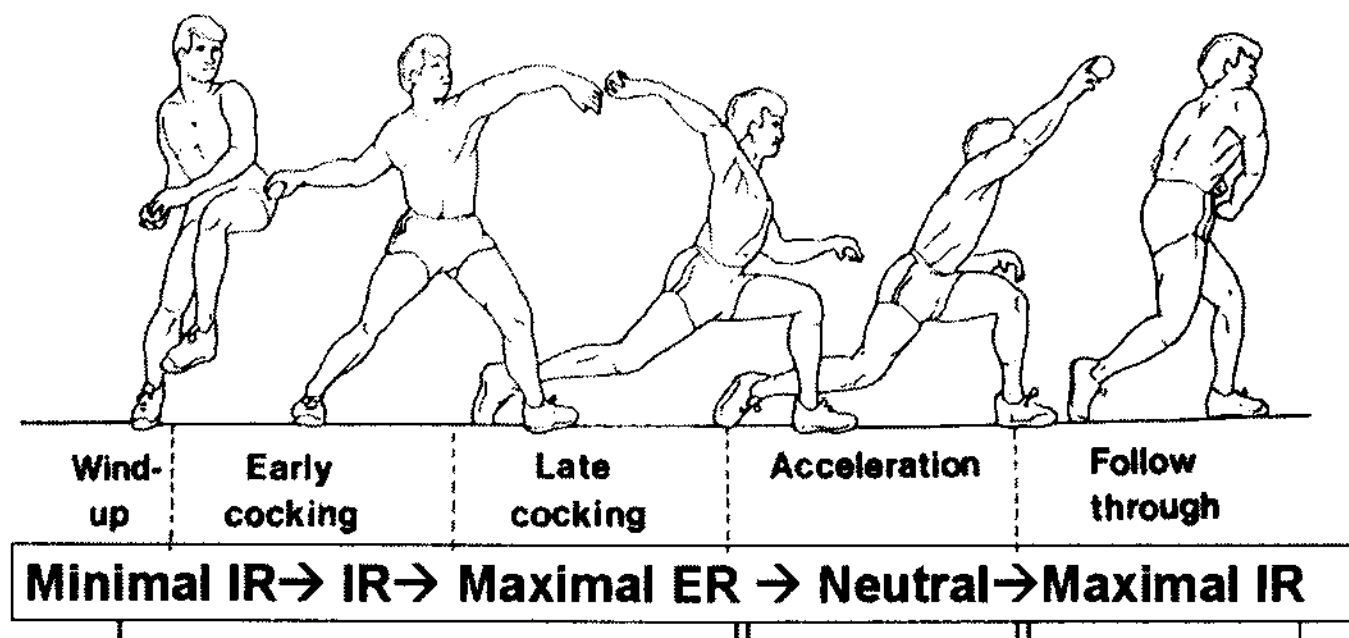 Wind-
up
Early
cocking
Late
cocking
Acceleration
Follow
through
Minimal IR→ IR→ Maximal ER → Neutral→Maximal IR